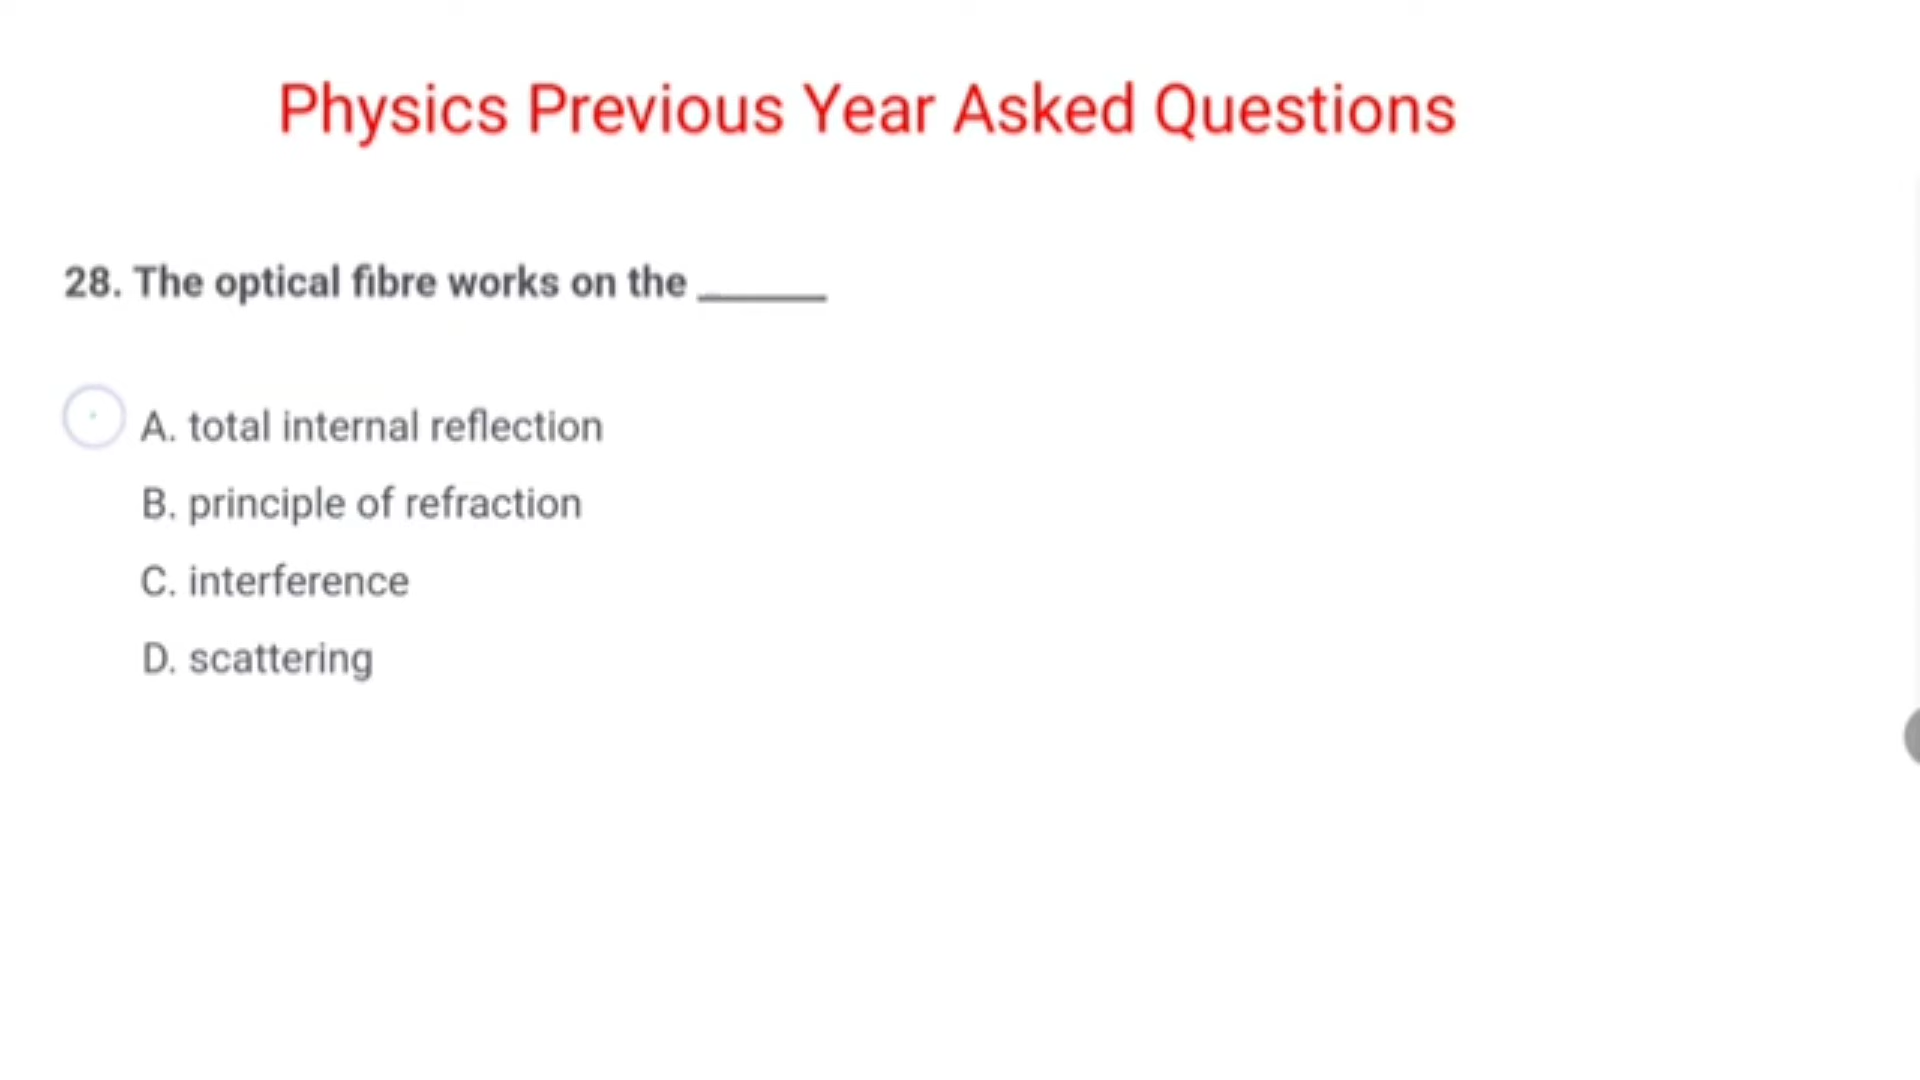 Physics Previous Year Asked Questions
28. The optical fibre works on the ______
A. total internal reflection
B. principle of refraction
C. interference
D. scattering